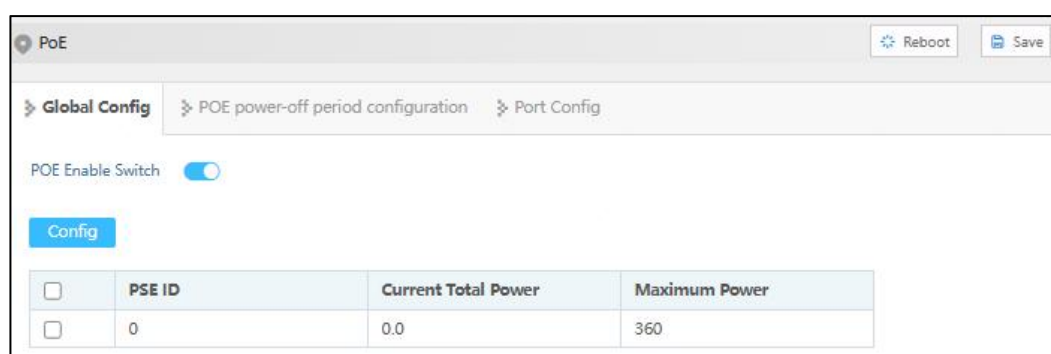 PoE Reboot Save
Global Config POE power-off period configuration Port Config
POE Enable Switch
Config
PSE ID Current Total Power Maximum Power
0 0.0 360